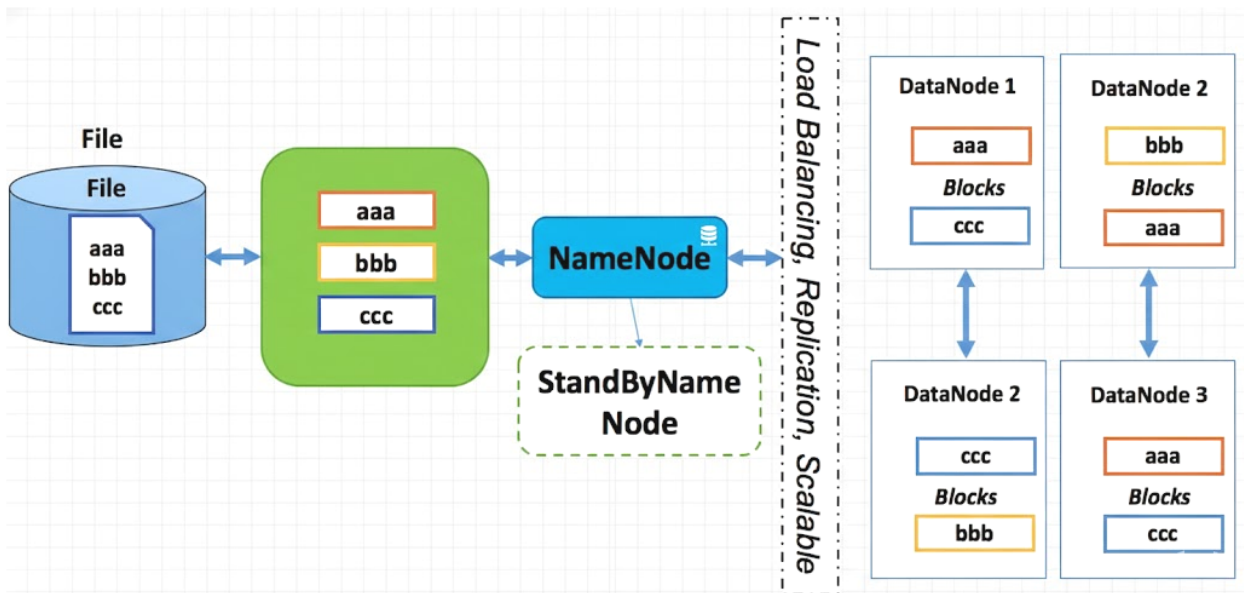 File
File
aaa
bbb
ccc
aaa
bbb
ccc
NameNode
StandByName
Node
Load Balancing, Replication, Scalable
DataNode 1
aaa
Blocks
ccc
DataNode 2
bbb
Blocks
aaa
DataNode 2
ccc
Blocks
bbb
DataNode 3
aaa
Blocks
ccc